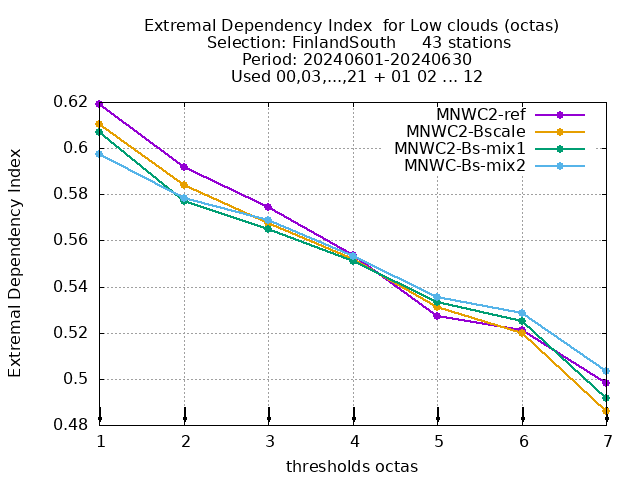 Extremal Dependency Index  for Low clouds (octas)
Selection: FinlandSouth     43 stations
Period: 20240601-20240630
Used 00,03,...,21 + 01 02 ... 12
Extremal Dependency Index
0.62
0.6
0.58
0.56
0.54
0.52
0.5
0.48
MNWC2-ref
MNWC2-Bscale
MNWC2-Bs-mix1
MNWC-Bs-mix2
1 2 3 4 5 6 7
thresholds octas